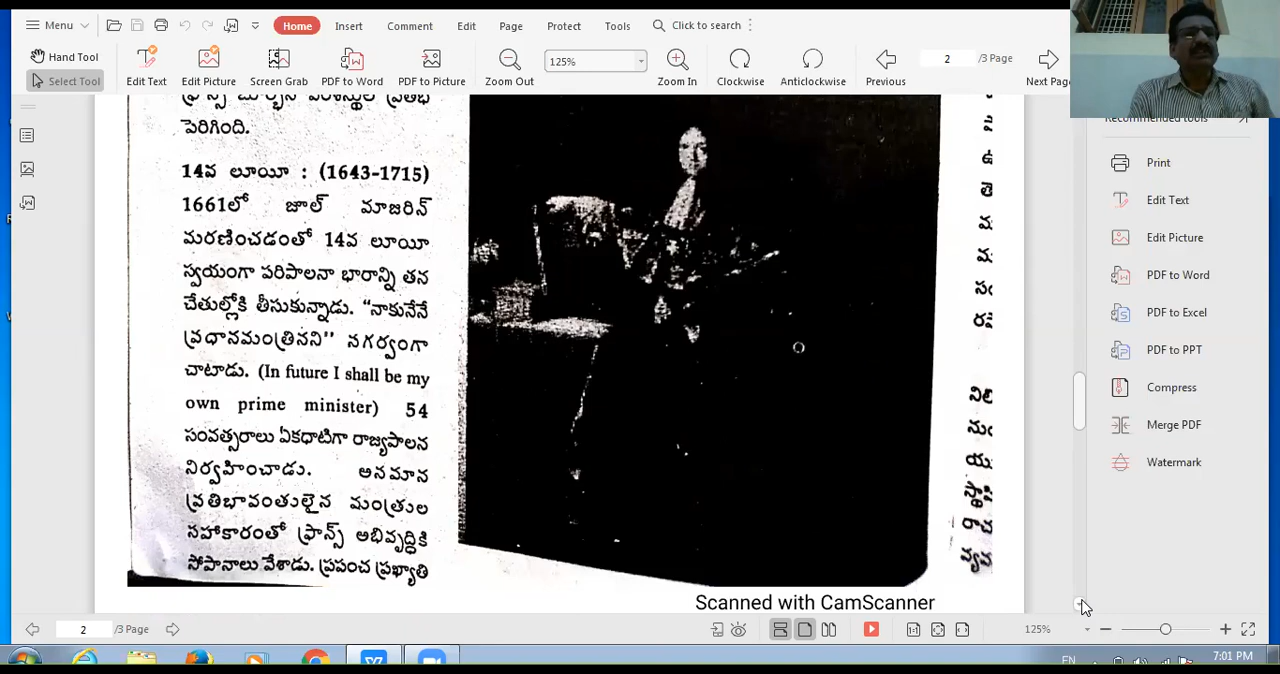 Menu
Home
Insert
Comment
Edit
Page
Protect
Tools
Click to search
Hand Tool
Select Tool
Edit Text
Edit Picture
Screen Grab
PDF to Word
PDF to Picture
Zoom Out
125%
Zoom In
Clockwise
Anticlockwise
Previous
2
/3 Page
Next Page
పెరిగింది.
14వ లూయీ : (1643-1715)
1661లో జూల్ మాజరిన్
మరణించడంతో 14వ లూయీ
స్వయంగా పరిపాలనా భారాన్ని తన
చేతుల్లోకి తీసుకున్నాడు. "నాకునేనే
ప్రధానమంత్రినని" సగర్వంగా
చాటాడు. (In future I shall be my
own prime minister) 54
సంవత్సరాలు ఏకధాటిగా రాజ్యపాలన
నిర్వహించాడు. అనమాన
ప్రతిభావంతులైన మంత్రుల
సహకారంతో ఫ్రాన్స్ అభివృద్ధికి
సోపానాలు వేశాడు. ప్రపంచ ప్రఖ్యాతి
Scanned with CamScanner
Recommended tools
Print
Edit Text
Edit Picture
PDF to Word
PDF to Excel
PDF to PPT
Compress
Merge PDF
Watermark
2
/3 Page
125%
EN
7:01 PM